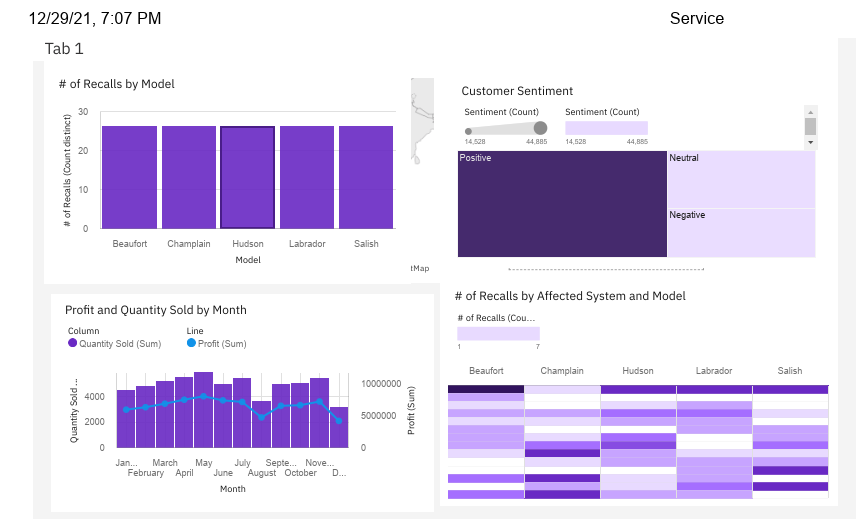 12/29/21, 7:07 PM
Service
Tab 1
# of Recalls by Model
# of Recalls (Count distinct)
30
20
10
0
Beaufort
Champlain
Hudson
Labrador
Salish
Model
tMap
Customer Sentiment
Sentiment (Count)
Sentiment (Count)
14,528
44,885
14,528
44,885
Positive
Neutral
Negative
Profit and Quantity Sold by Month
Column
Line
Quantity Sold (Sum)
Profit (Sum)
Quantity Sold ...
4000
2000
0
10000000
5000000
0
Profit (Sum)
Jan...
March
May
July
Septe...
Nove...
February
April
June
August
October
D...
Month
# of Recalls by Affected System and Model
# of Recalls (Cou...
1
7
Beaufort
Champlain
Hudson
Labrador
Salish